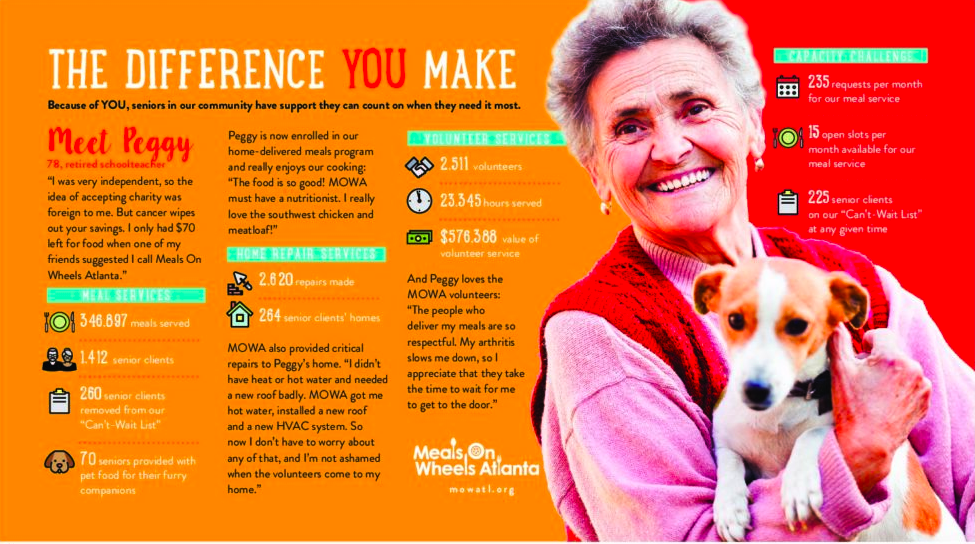 THE DIFFERENCE YOU MAKE
Because of YOU, seniors in our community have support they can count on when they need it most.
Meet Peggy
78, retired schoolteacher
"I was very independent, so the
idea of accepting charity was
foreign to me. But cancer wipes
out your savings. I only had $70
left for food when one of my
friends suggested I call Meals On
Wheels Atlanta."
MEAL SERVICES
346.897 meals served
1.412 senior clients
260 senior clients
removed from our
"Can't-Wait List"
70 seniors provided with
pet food for their furry
companions
Peggy is now enrolled in our
home-delivered meals program
and really enjoys our cooking:
"The food is so good! MOWA
must have a nutritionist. I really
love the southwest chicken and
meatloaf!"
HOME REPAIR SERVICES
2.620 repairs made
264 senior clients' homes
MOWA also provided critical
repairs to Peggy's home. "I didn't
have heat or hot water and needed
a new roof badly. MOWA got me
hot water, installed a new roof
and a new HVAC system. So
now I don't have to worry about
any of that, and I'm not ashamed
when the volunteers come to my
home."
VOLUNTEER SERVICES
2.511 volunteers
23.345 hours served
$576.388 value of
volunteer service
And Peggy loves the
MOWA volunteers:
"The people who
deliver my meals are so
respectful. My arthritis
slows me down, so I
appreciate that they take
the time to wait for me
to get to the door."
Meals On
Wheels Atlanta
mowatl.org
CAPACITY CHALLENGE
235 requests per month
for our meal service
15 open slots per
month available for our
meal service
225 senior clients
on our "Can't-Wait List"
at any given time